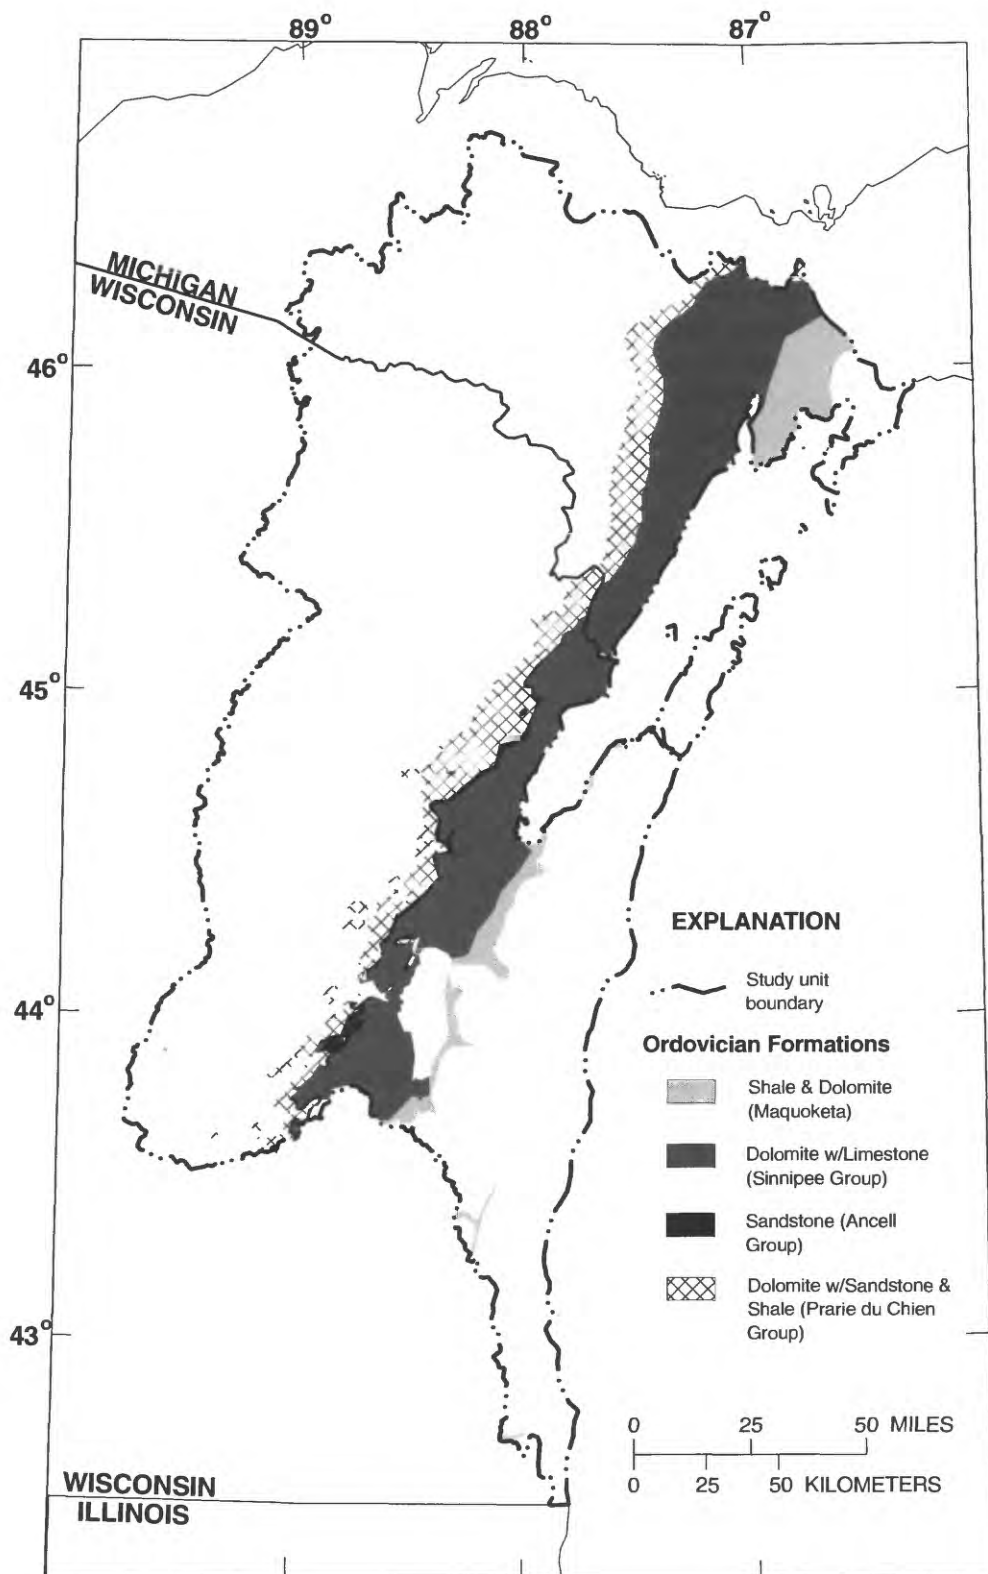 89°
88°
87°
MICHIGAN
WISCONSIN
46°
45°
44°
43°
EXPLANATION
Study unit
boundary
Ordovician Formations
Shale & Dolomite
(Maquoketa)
Dolomite w/Limestone
(Sinnipee Group)
Sandstone (Ancell
Group)
Dolomite w/Sandstone &
Shale (Prarie du Chien
Group)
0 25 50 MILES
0 25 50 KILOMETERS
WISCONSIN
ILLINOIS